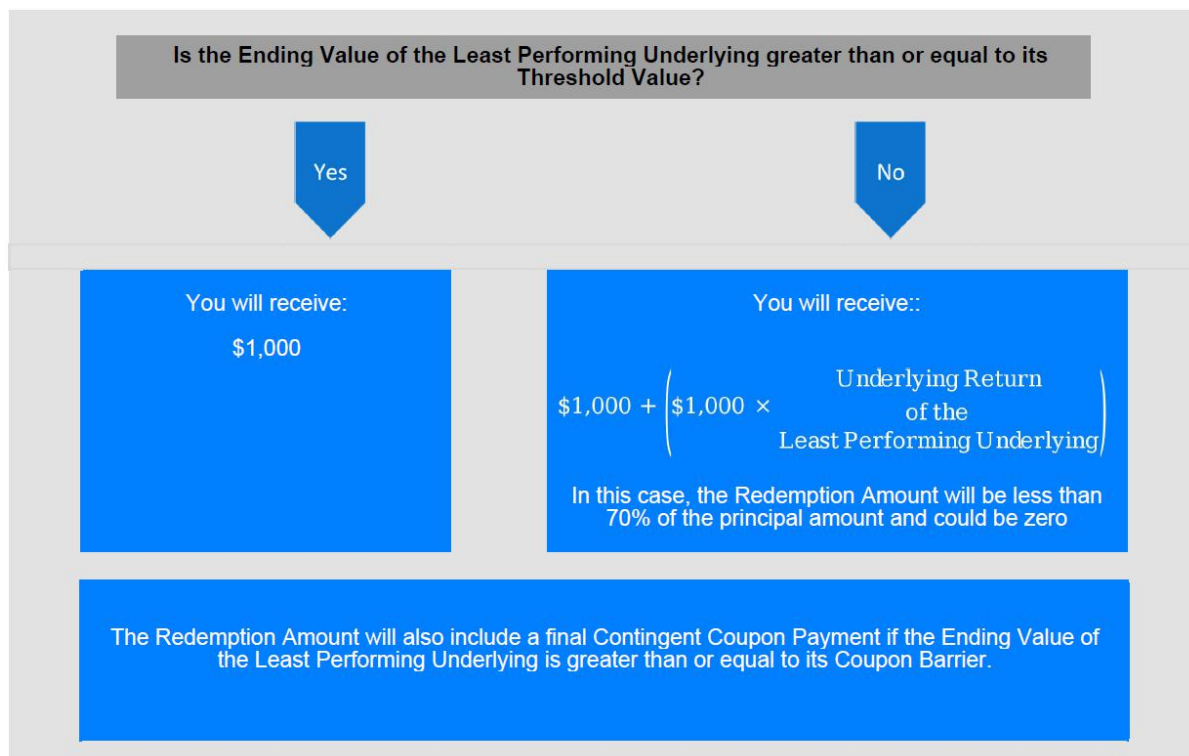 Is the Ending Value of the Least Performing Underlying greater than or equal to its
Threshold Value?
Yes
No
You will receive:
$1,000
You will receive::
$1,000 + ($1,000 × Underlying Return
of the
Least Performing Underlying)
In this case, the Redemption Amount will be less than
70% of the principal amount and could be zero
The Redemption Amount will also include a final Contingent Coupon Payment if the Ending Value of
the Least Performing Underlying is greater than or equal to its Coupon Barrier.